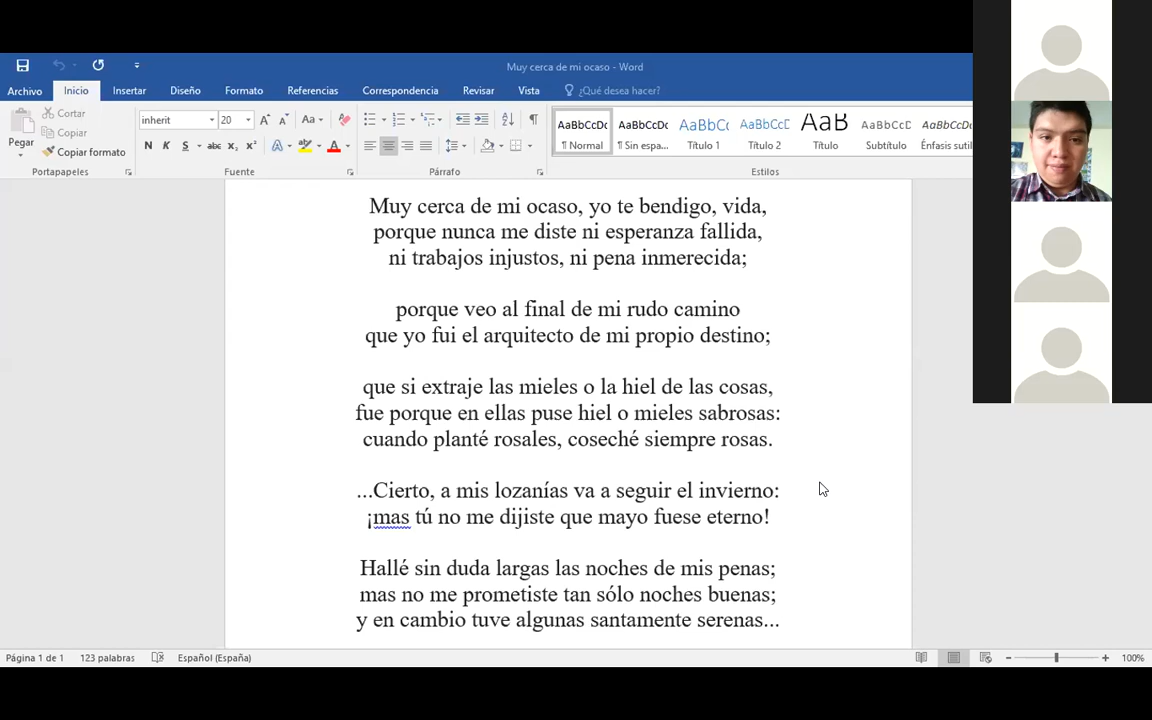 Muy cerca de mi ocaso - Word
Archivo Inicio Insertar Diseño Formato Referencias Correspondencia Revisar Vista ¿Qué desea hacer?
Cortar
Copiar
Copiar formato
Pegar
Portapapeles
inherit 20
Fuente
Párrafo
AaBbCcDc AaBbCcDc AaBbCc AaBbCcD AaB AaBbCcD AaBbCcD
¶ Normal ¶ Sin espa... Título 1 Título 2 Título Subtítulo Énfasis sutil
Estilos
Muy cerca de mi ocaso, yo te bendigo, vida,
porque nunca me diste ni esperanza fallida,
ni trabajos injustos, ni pena inmerecida;
porque veo al final de mi rudo camino
que yo fui el arquitecto de mi propio destino;
que si extraje las mieles o la hiel de las cosas,
fue porque en ellas puse hiel o mieles sabrosas:
cuando planté rosales, coseché siempre rosas.
...Cierto, a mis lozanías va a seguir el invierno:
¡mas tú no me dijiste que mayo fuese eterno!
Hallé sin duda largas las noches de mis penas;
mas no me prometiste tan sólo noches buenas;
y en cambio tuve algunas santamente serenas...
Página 1 de 1 123 palabras Español (España) 100%